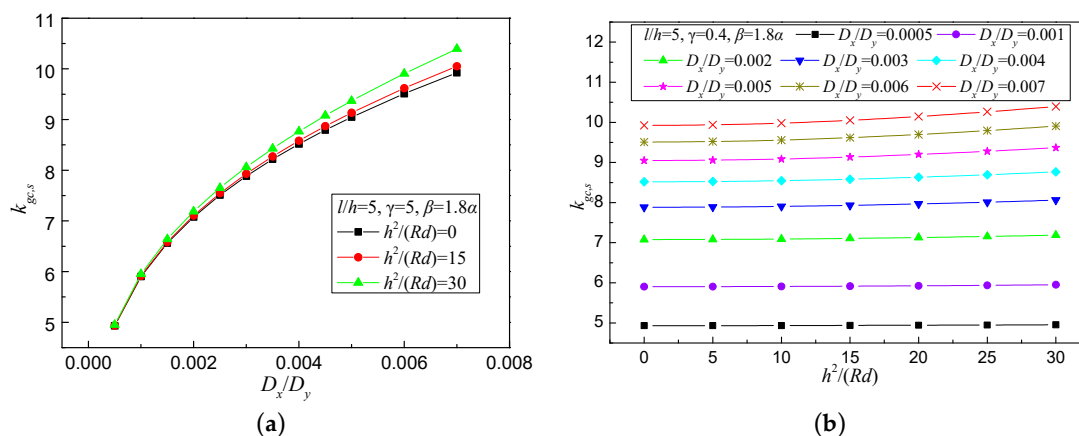 10
9
8
7
6
5
k_gc,s
l/h=5, γ=5, β=1.8α
h²/(Rd)=0
h²/(Rd)=15
h²/(Rd)=30
0.000 0.002 0.004 0.006 0.008
D_x/D_y
(a)
12
11
10
9
8
7
6
5
k_gc,s
l/h=5, γ=0.4, β=1.8α
D_x/D_y=0.0005 D_x/D_y=0.001
D_x/D_y=0.002 D_x/D_y=0.003 D_x/D_y=0.004
D_x/D_y=0.005 D_x/D_y=0.006 D_x/D_y=0.007
0 5 10 15 20 25 30
h²/(Rd)
(b)